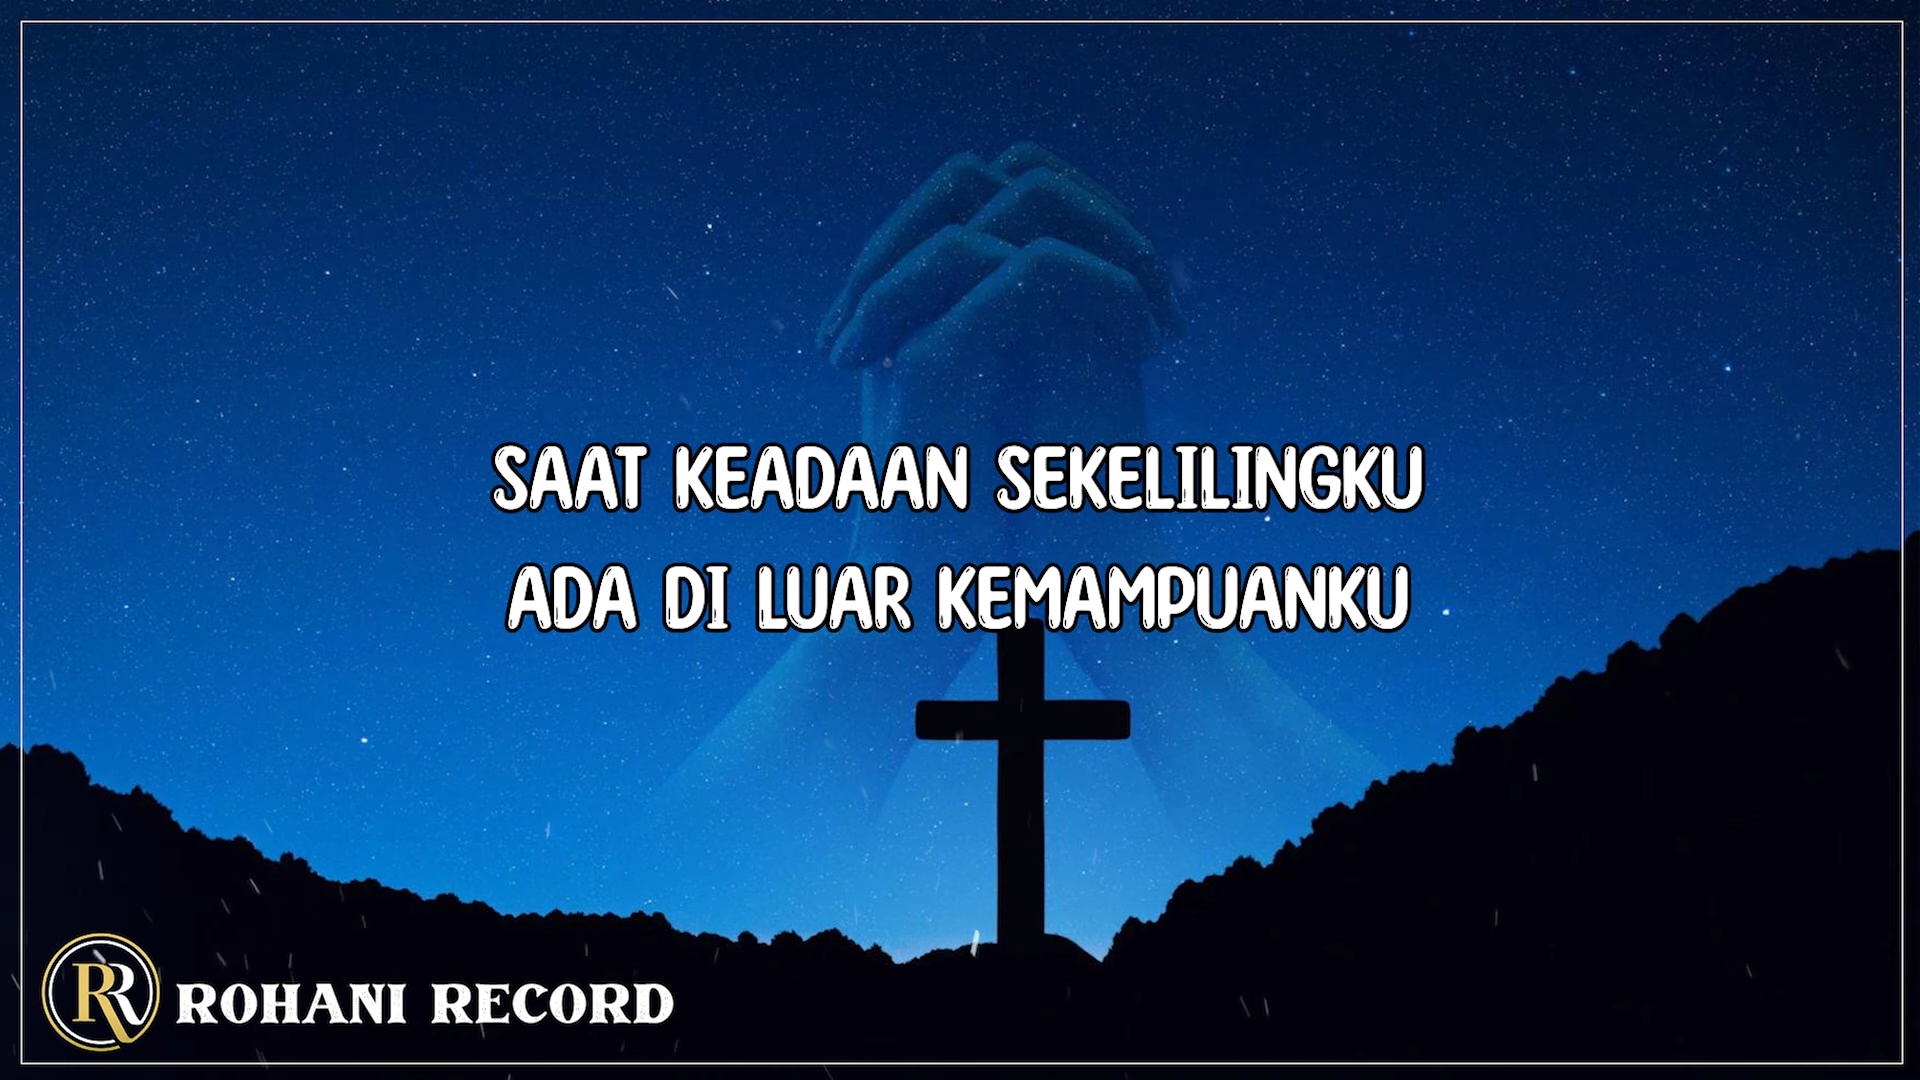 SAAT KEADAAN SEKELILINGKU
ADA DI LUAR KEMAMPUANKU
RR ROHANI RECORD